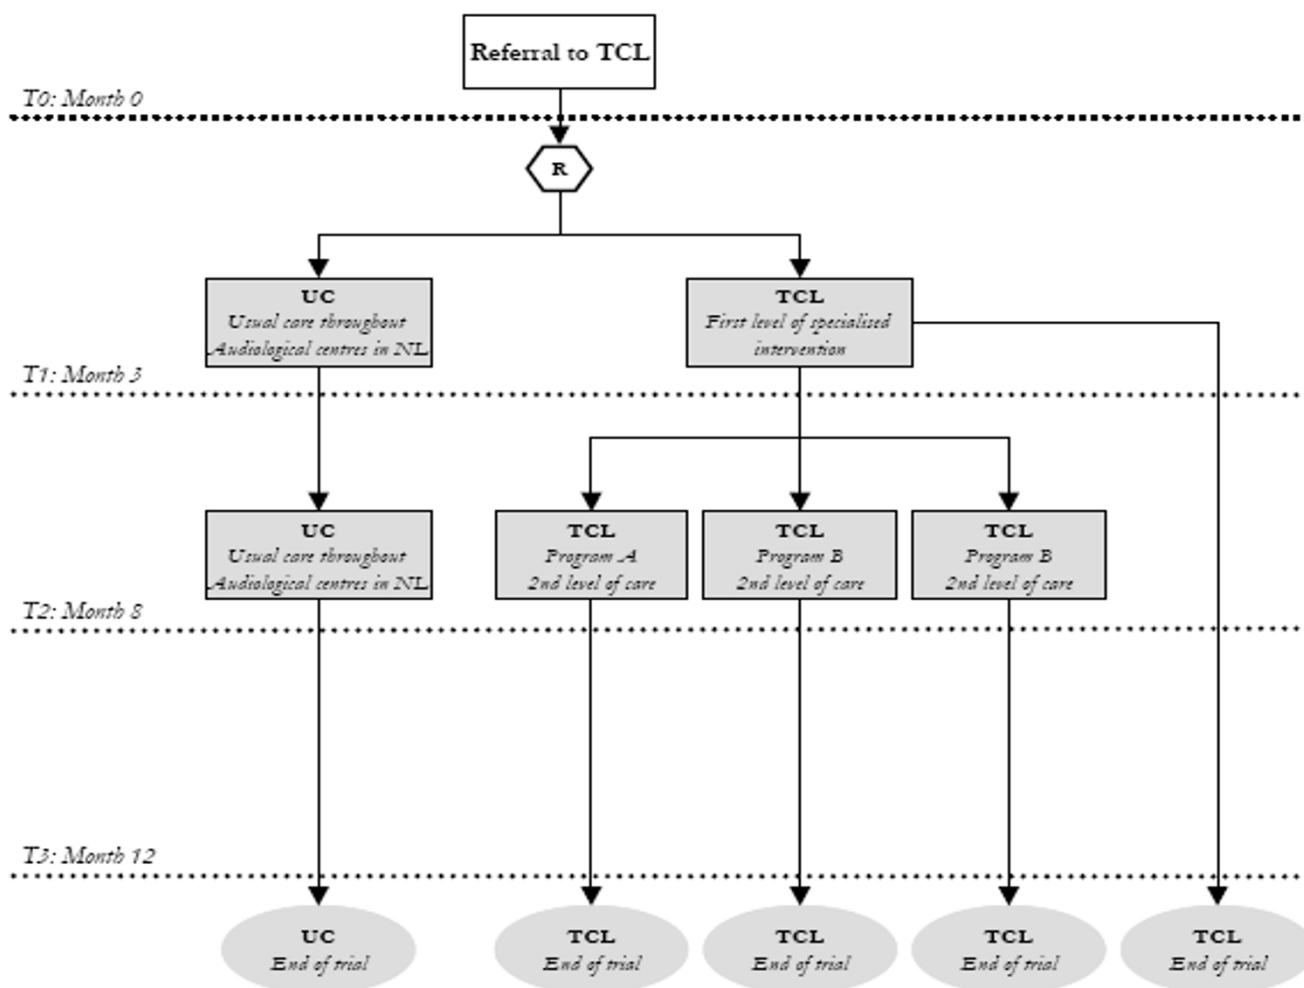 Referral to TCL
T0: Month 0
R
UC
Usual care throughout
Audiological centres in NL
TCL
First level of specialised
intervention
T1: Month 3
UC
Usual care throughout
Audiological centres in NL
TCL
Program A
2nd level of care
TCL
Program B
2nd level of care
TCL
Program B
2nd level of care
T2: Month 8
T3: Month 12
UC
End of trial
TCL
End of trial
TCL
End of trial
TCL
End of trial
TCL
End of trial